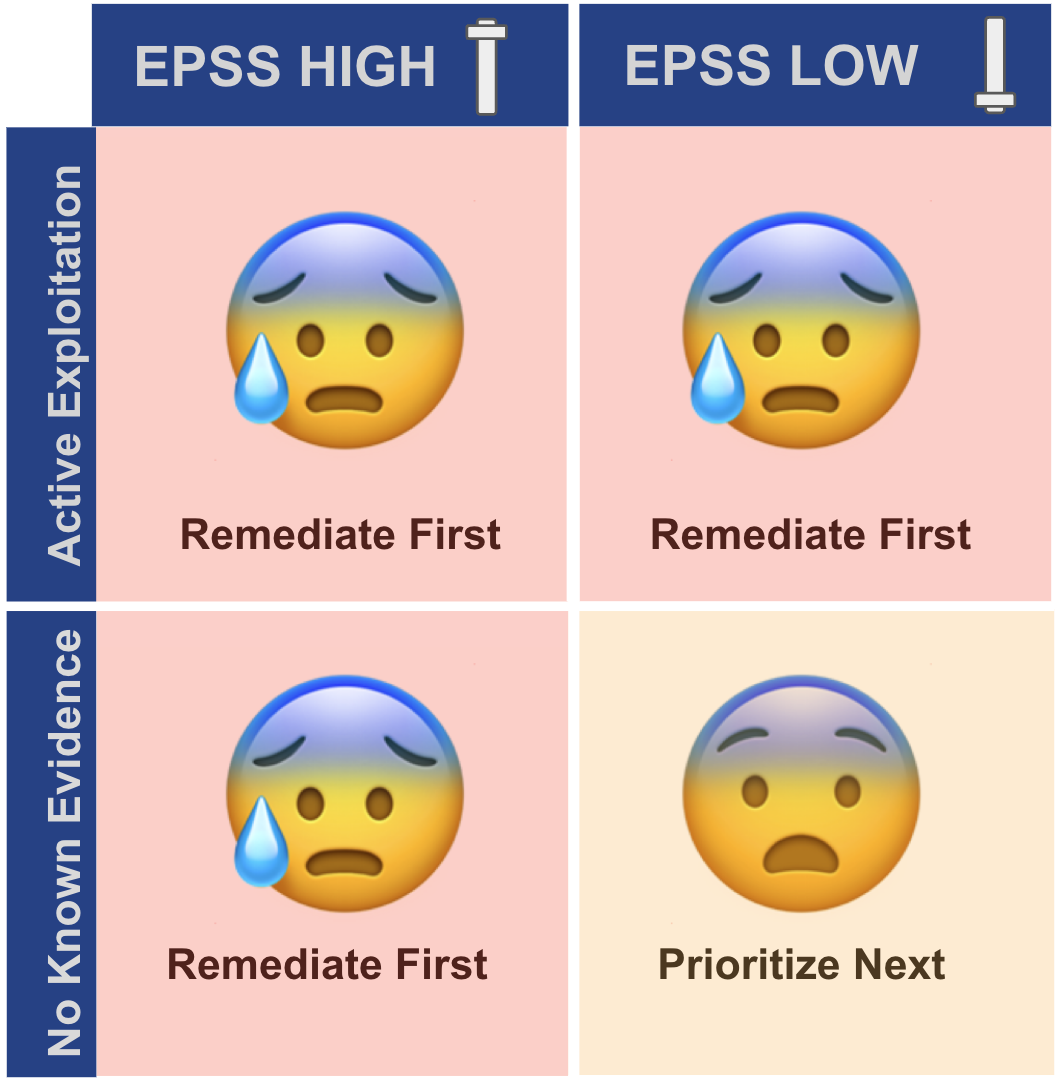 EPSS HIGH
EPSS LOW
Active Exploitation
Remediate First
Remediate First
No Known Evidence
Remediate First
Prioritize Next